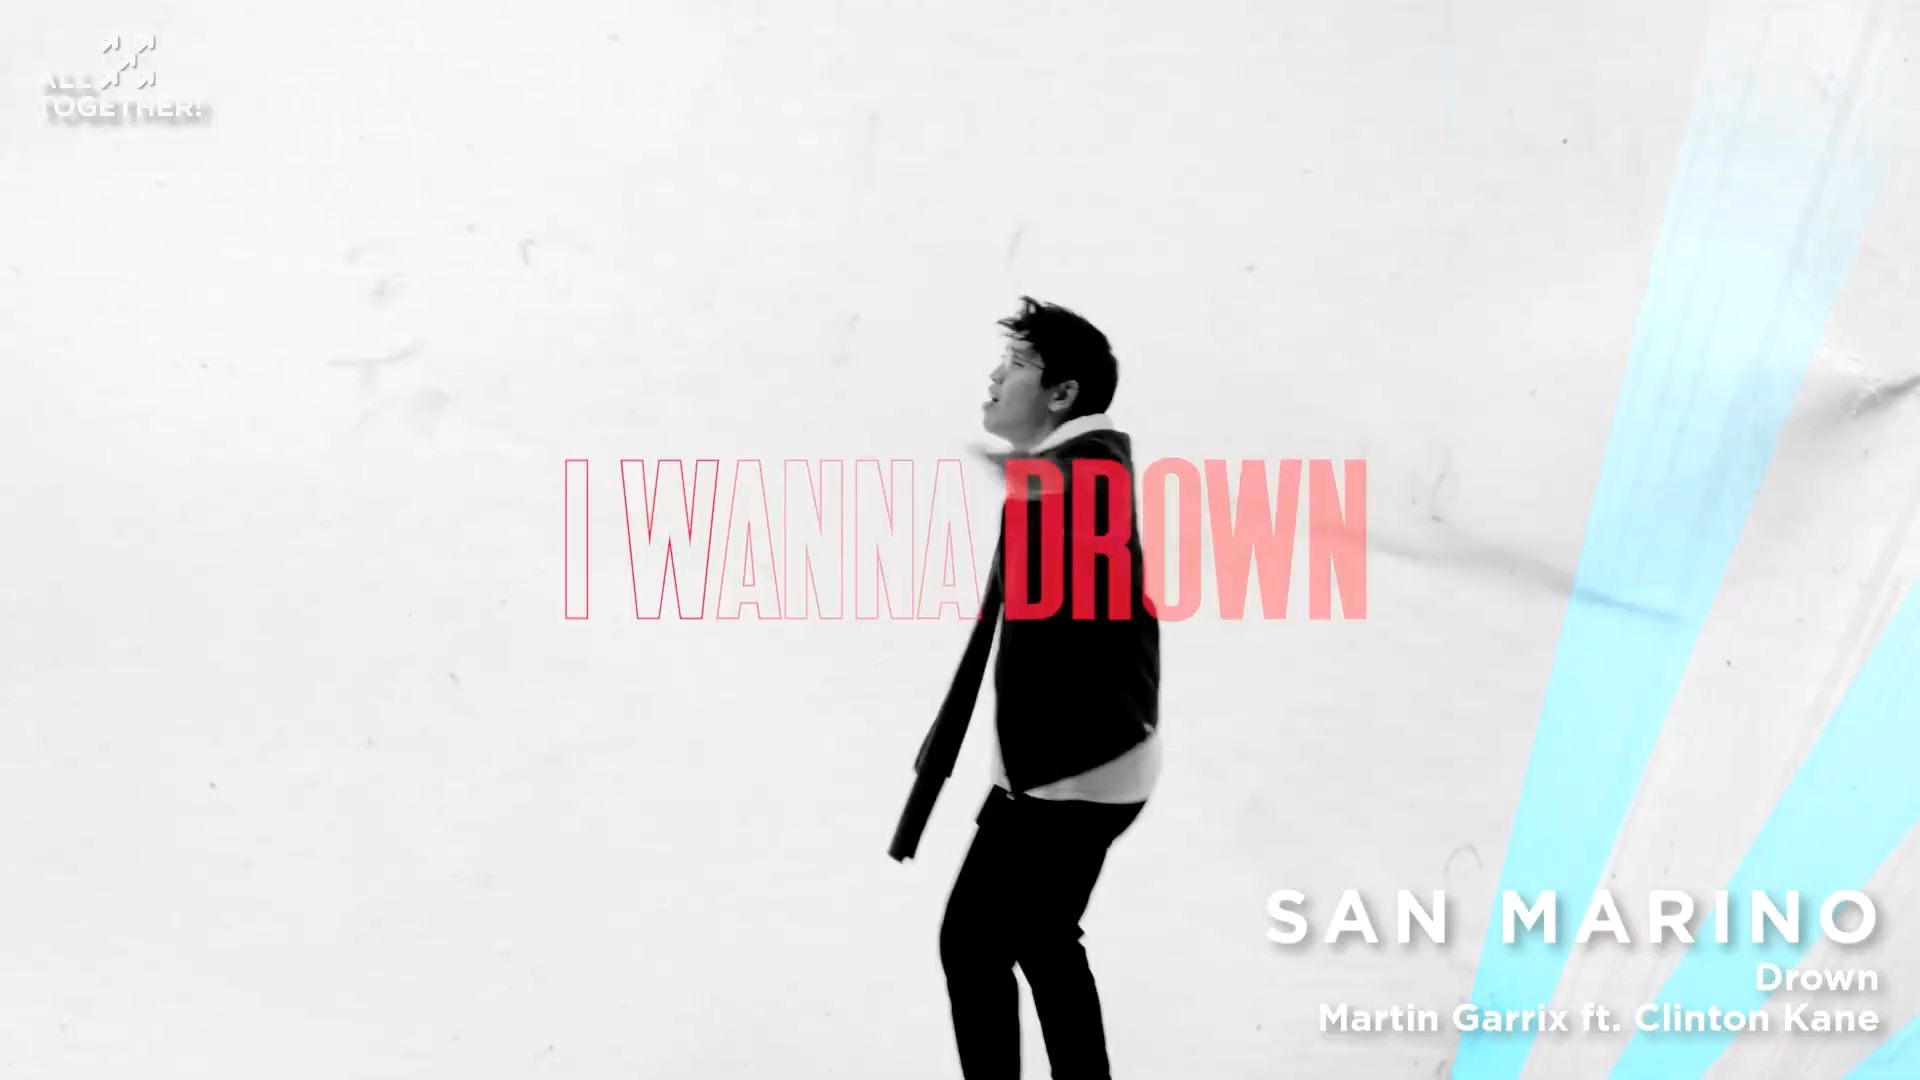 ALL
TOGETHER!
I WANNA DROWN
SAN MARINO
Drown
Martin Garrix ft. Clinton Kane